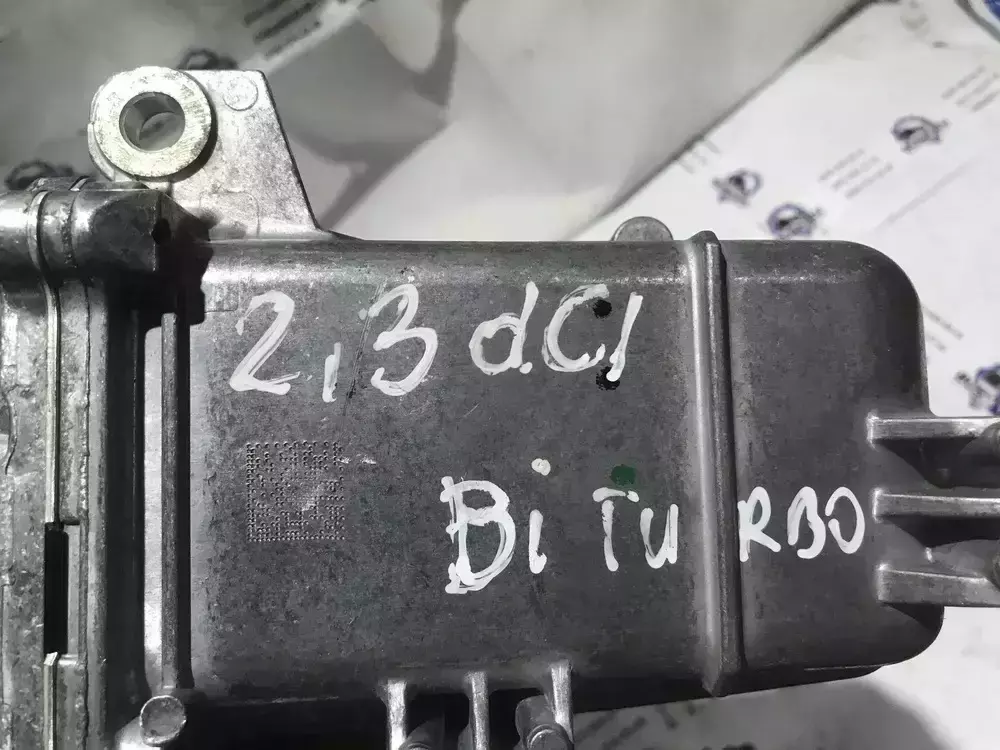 2,3 dCI
Bi TuRBO